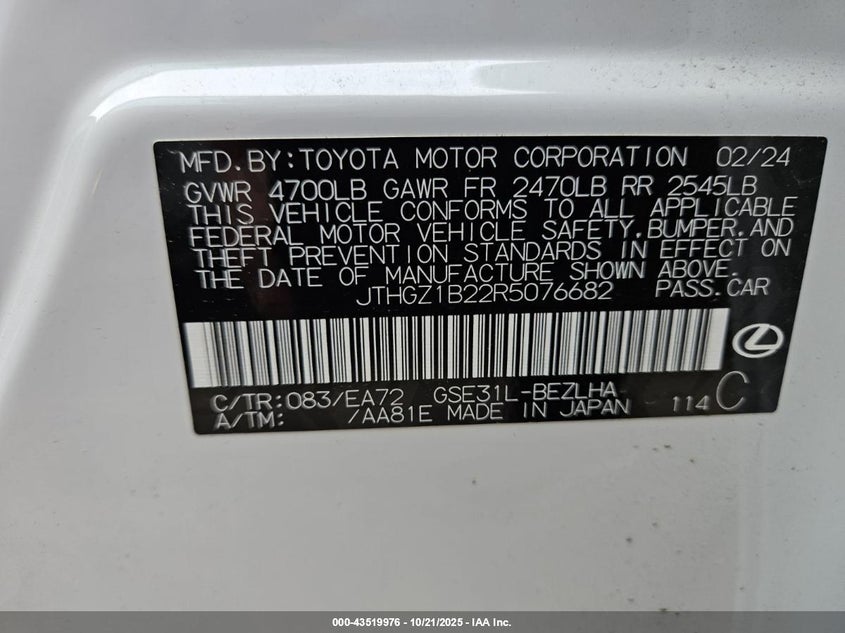 MFD.BY:TOYOTA MOTOR CORPORATION 02/24
GVWR 4700LB GAWR FR 2470LB RR 2545LB
THIS VEHICLE CONFORMS TO ALL APPLICABLE
FEDERAL MOTOR VEHICLE SAFETY,BUMPER,AND
THEFT PREVENTION STANDARDS IN EFFECT ON
THE DATE OF MANUFACTURE SHOWN ABOVE.
JTHGZ1B22R5076682 PASS.CAR
C/TR:083/EA72 GSE31L-BEZLHA
A/TM: /AA81E MADE IN JAPAN 114 C
000-43519976 - 10/21/2025 - IAA Inc.